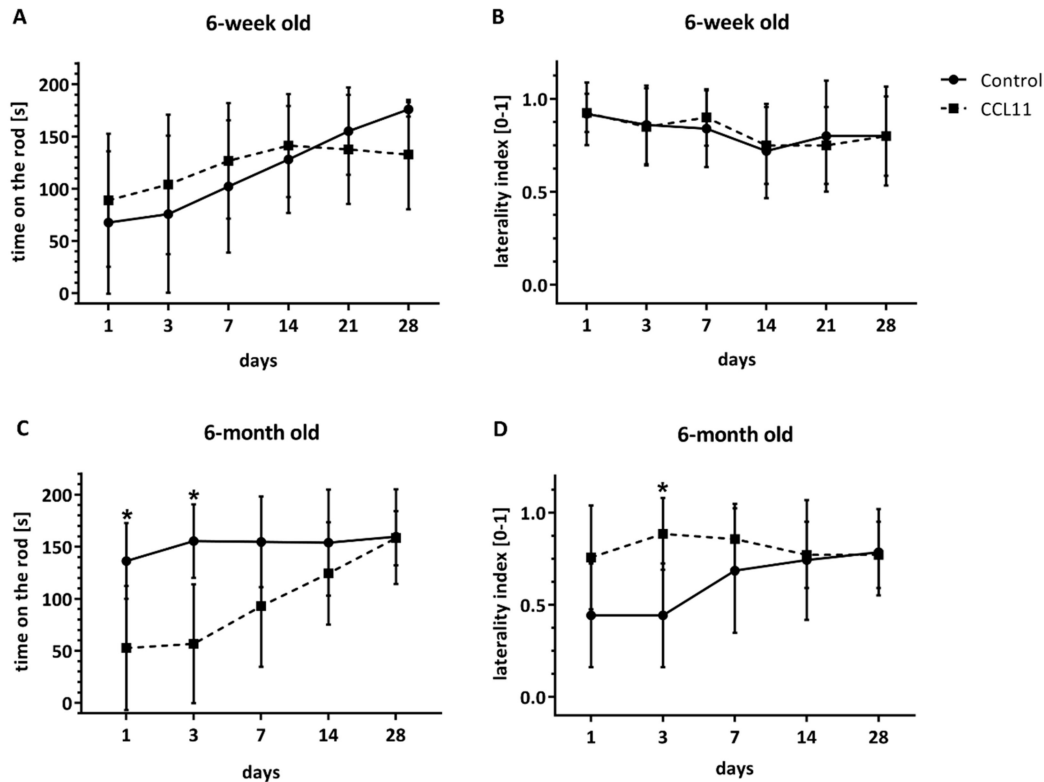 A
6-week old
time on the rod [s]
200
150
100
50
0
1 3 7 14 21 28
days
B
6-week old
laterality index [0-1]
1.0
0.5
0.0
1 3 7 14 21 28
days
Control
CCL11
C
6-month old
time on the rod [s]
200
150
100
50
0
* *
1 3 7 14 28
days
D
6-month old
laterality index [0-1]
1.0
0.5
0.0
*
1 3 7 14 28
days